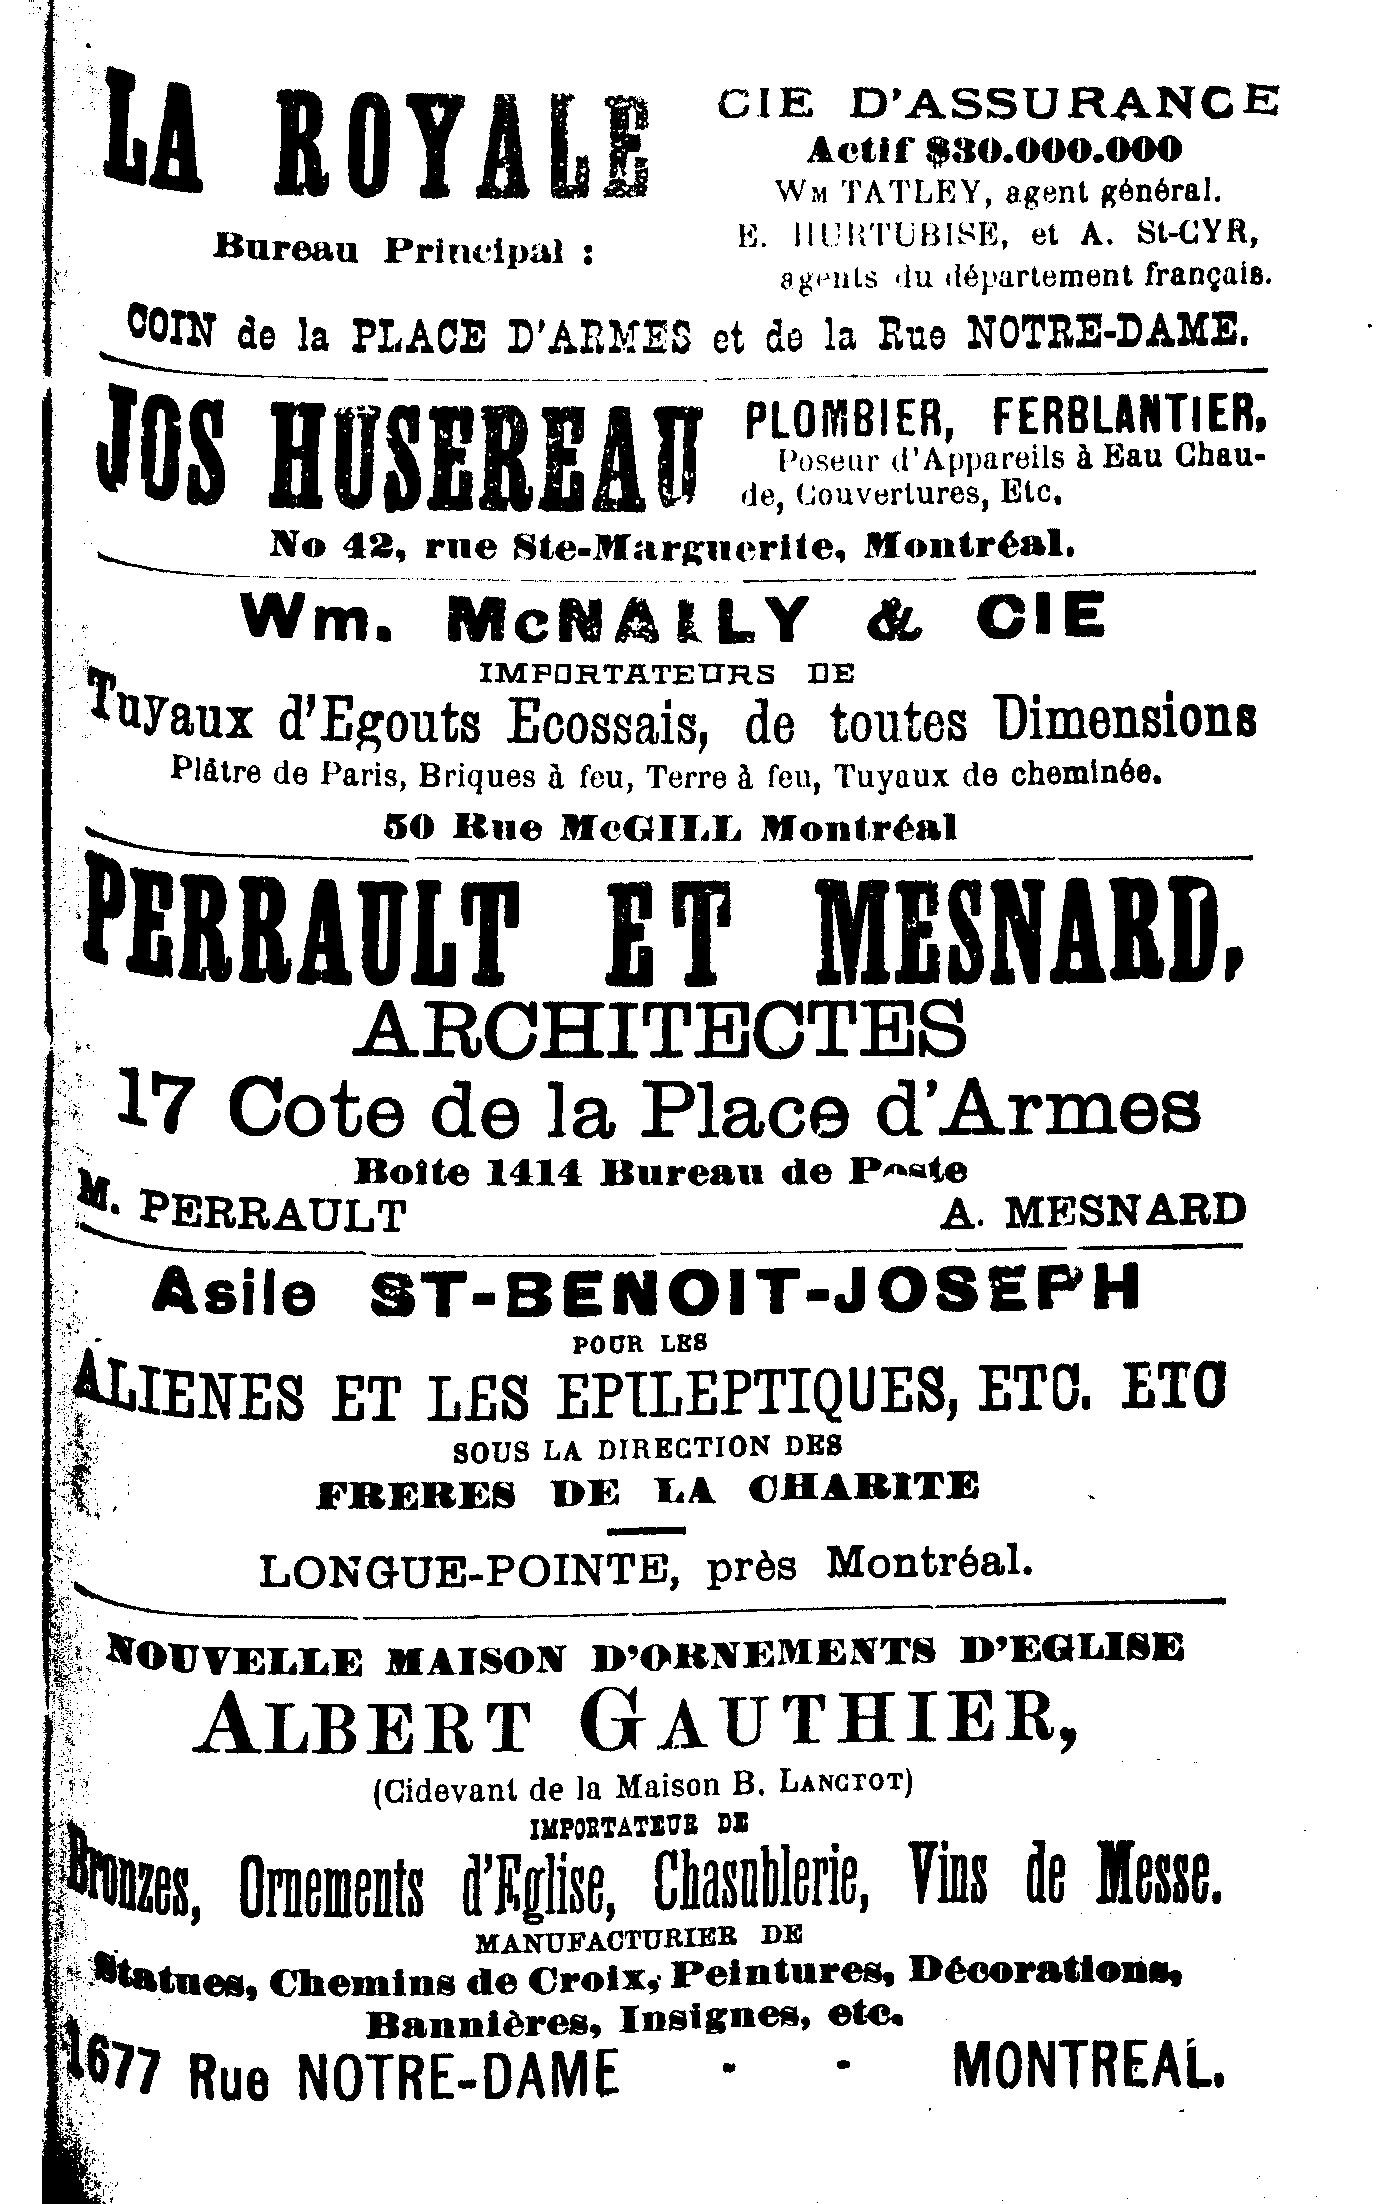 LA ROYALE
CIE D'ASSURANCE
Actif $30.000.000
WM TATLEY, agent général.
E. HURTUBISE, et A. St-CYR,
agents du département français.
Bureau Principal :
COIN de la PLACE D'ARMES et de la Rue NOTRE-DAME.
JOS HUSEREAU
PLOMBIER, FERBLANTIER,
Poseur d'Appareils à Eau Chau-
de, Couvertures, Etc.
No 42, rue Ste-Marguerite, Montréal.
Wm. McNALLY & CIE
IMPORTATEURS DE
Tuyaux d'Egouts Ecossais, de toutes Dimensions
Plâtre de Paris, Briques à feu, Terre à feu, Tuyaux de cheminée.
50 Rue McGILL Montréal
PERRAULT ET MESNARD,
ARCHITECTES
17 Cote de la Place d'Armes
Boîte 1414 Bureau de Poste
M. PERRAULT A. MESNARD
Asile ST-BENOIT-JOSEPH
POUR LES
ALIENES ET LES EPILEPTIQUES, ETC. ETC
SOUS LA DIRECTION DES
FRERES DE LA CHARITE
LONGUE-POINTE, près Montréal.
NOUVELLE MAISON D'ORNEMENTS D'EGLISE
ALBERT GAUTHIER,
(Cidevant de la Maison B. LANCTOT)
IMPORTATEUR DE
Bronzes, Ornements d'Eglise, Chasublerie, Vins de Messe.
MANUFACTURIER DE
Statues, Chemins de Croix, Peintures, Décorations,
Bannières, Insignes, etc.
1677 Rue NOTRE-DAME - - MONTREAL.